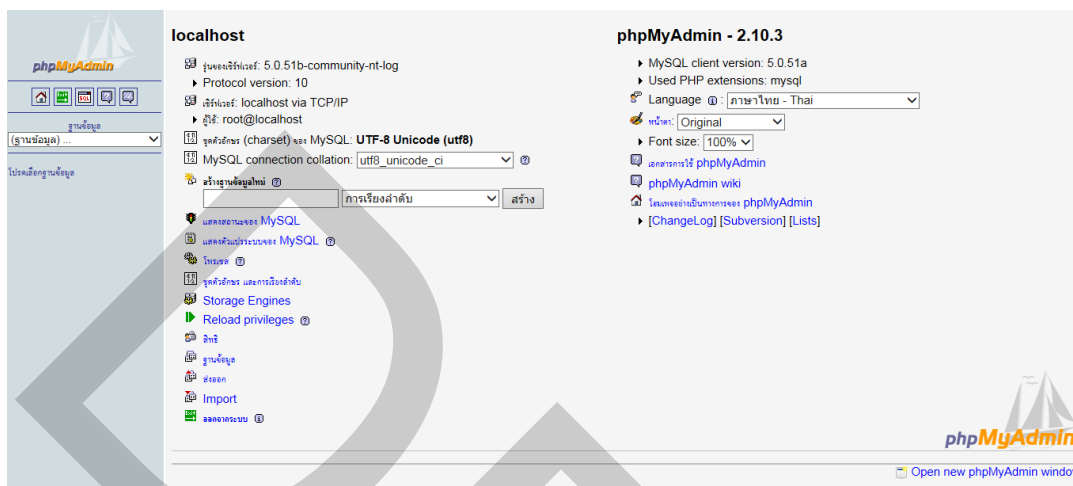 phpMyAdmin
ฐานข้อมูล
(ฐานข้อมูล) ...
โปรดเลือกฐานข้อมูล
localhost
รุ่นของเซิร์ฟเวอร์: 5.0.51b-community-nt-log
Protocol version: 10
เซิร์ฟเวอร์: localhost via TCP/IP
ผู้ใช้: root@localhost
ชุดตัวอักษร (charset) ของ MySQL: UTF-8 Unicode (utf8)
MySQL connection collation: utf8_unicode_ci
สร้างฐานข้อมูลใหม่
การเรียงลำดับ สร้าง
แสดงสถานะของ MySQL
แสดงตัวแปรระบบของ MySQL
โพรเซส
ชุดตัวอักษร และการเรียงลำดับ
Storage Engines
Reload privileges
สิทธิ
ฐานข้อมูล
ส่งออก
Import
ออกจากระบบ
phpMyAdmin - 2.10.3
MySQL client version: 5.0.51a
Used PHP extensions: mysql
Language : ภาษาไทย - Thai
หน้าตา: Original
Font size: 100%
เอกสารการใช้ phpMyAdmin
phpMyAdmin wiki
โฮมเพจอย่างเป็นทางการของ phpMyAdmin
[ChangeLog] [Subversion] [Lists]
phpMyAdmin
Open new phpMyAdmin window